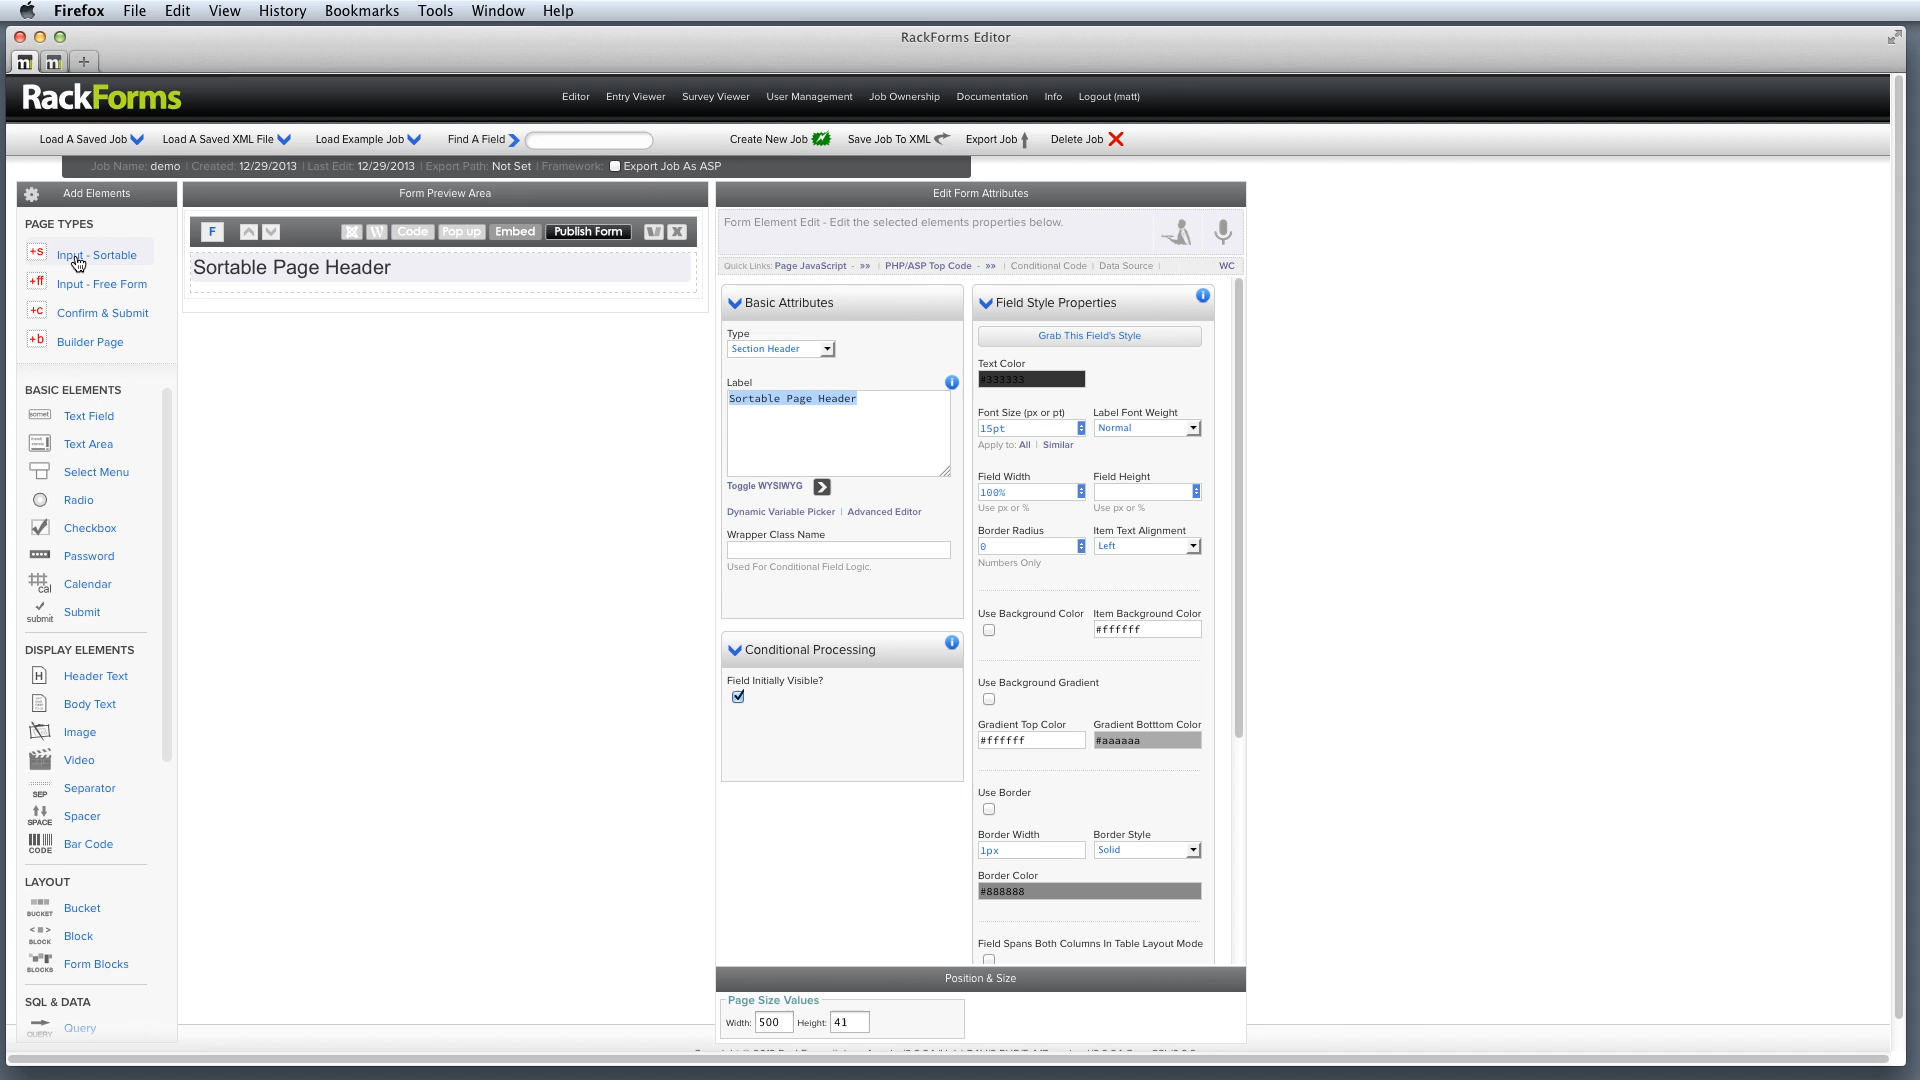 Firefox File Edit View History Bookmarks Tools Window Help
RackForms Editor
RackForms
Editor Entry Viewer Survey Viewer User Management Job Ownership Documentation Info Logout (matt)
Load A Saved Job Load A Saved XML File Load Example Job Find A Field Create New Job Save Job To XML Export Job Delete Job
Job Name: demo | Created: 12/29/2013 | Last Edit: 12/29/2013 | Export Path: Not Set | Framework: Export Job As ASP
Add Elements
PAGE TYPES
+s Input - Sortable
+ff Input - Free Form
+c Confirm & Submit
+b Builder Page
BASIC ELEMENTS
Text Field
Text Area
Select Menu
Radio
Checkbox
Password
cal Calendar
submit Submit
DISPLAY ELEMENTS
H Header Text
Body Text
Image
Video
SEP Separator
SPACE Spacer
CODE Bar Code
LAYOUT
BUCKET Bucket
BLOCK Block
BLOCKS Form Blocks
SQL & DATA
QUERY Query
Form Preview Area
F W Code Pop up Embed Publish Form
Sortable Page Header
Edit Form Attributes
Form Element Edit - Edit the selected elements properties below.
Quick Links: Page JavaScript - »» | PHP/ASP Top Code - »» | Conditional Code | Data Source | WC
Basic Attributes
Type
Section Header
Label
Sortable Page Header
Toggle WYSIWYG
Dynamic Variable Picker | Advanced Editor
Wrapper Class Name
Used For Conditional Field Logic.
Conditional Processing
Field Initially Visible?
Field Style Properties
Grab This Field's Style
Text Color
#333333
Font Size (px or pt) Label Font Weight
15pt Normal
Apply to: All | Similar
Field Width Field Height
100%
Use px or % Use px or %
Border Radius Item Text Alignment
0 Left
Numbers Only
Use Background Color Item Background Color
#ffffff
Use Background Gradient
Gradient Top Color Gradient Botttom Color
#ffffff #aaaaaa
Use Border
Border Width Border Style
1px Solid
Border Color
#888888
Field Spans Both Columns In Table Layout Mode
Position & Size
Page Size Values
Width: 500 Height: 41